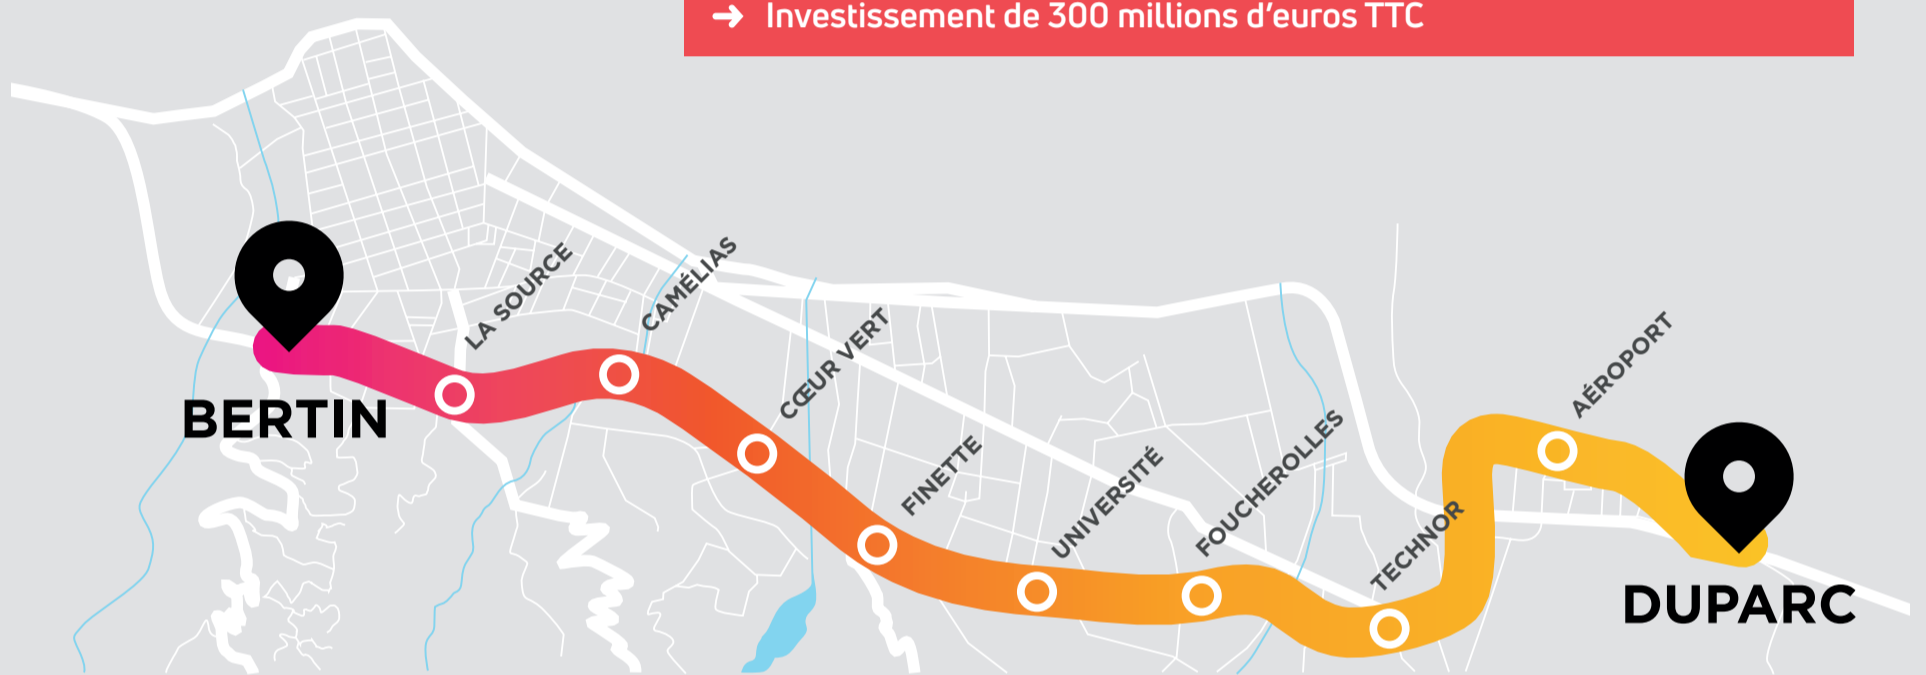 ➔ Investissement de 300 millions d’euros TTC
BERTIN
LA SOURCE
CAMÉLIAS
CŒUR VERT
FINETTE
UNIVERSITÉ
FOUCHEROLLES
TECHNOR
AÉROPORT
DUPARC